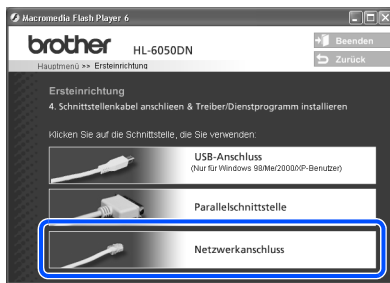 Macromedia Flash Player 6
brother HL-6050DN
Beenden
Zurück
Hauptmenü >> Ersteinrichtung
Ersteinrichtung
4. Schnittstellenkabel anschlieen & Treiber/Dienstprogramm installieren
Klicken Sie auf die Schnittstelle, die Sie verwenden:
USB-Anschluss
(Nur für Windows 98/Me/2000/XP-Benutzer)
Parallelschnittstelle
Netzwerkanschluss